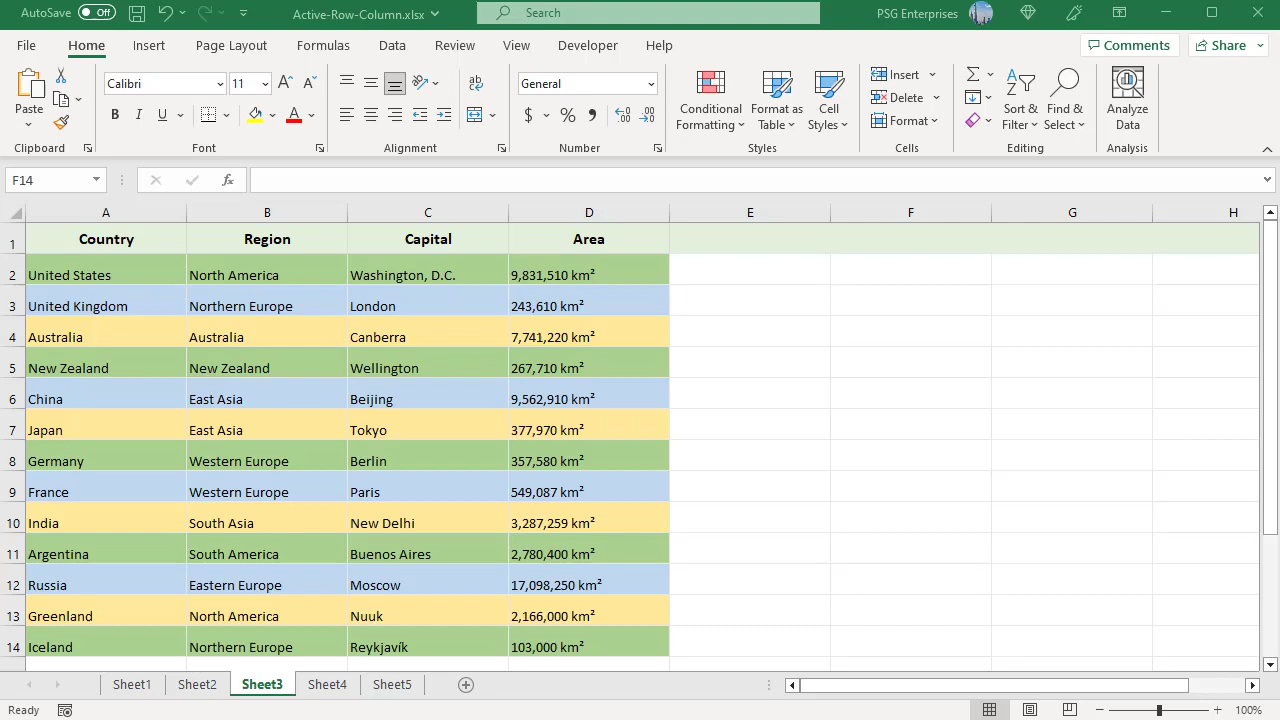 AutoSave Off Active-Row-Column.xlsx Search PSG Enterprises
File Home Insert Page Layout Formulas Data Review View Developer Help Comments Share
Paste Calibri 11 General Conditional Formatting Format as Table Cell Styles Insert Delete Format Sort & Filter Find & Select Analyze Data
B I U A $ % ,
Clipboard Font Alignment Number Styles Cells Editing Analysis
F14 fx
A B C D E F G H
1 Country Region Capital Area
2 United States North America Washington, D.C. 9,831,510 km²
3 United Kingdom Northern Europe London 243,610 km²
4 Australia Australia Canberra 7,741,220 km²
5 New Zealand New Zealand Wellington 267,710 km²
6 China East Asia Beijing 9,562,910 km²
7 Japan East Asia Tokyo 377,970 km²
8 Germany Western Europe Berlin 357,580 km²
9 France Western Europe Paris 549,087 km²
10 India South Asia New Delhi 3,287,259 km²
11 Argentina South America Buenos Aires 2,780,400 km²
12 Russia Eastern Europe Moscow 17,098,250 km²
13 Greenland North America Nuuk 2,166,000 km²
14 Iceland Northern Europe Reykjavík 103,000 km²
Sheet1 Sheet2 Sheet3 Sheet4 Sheet5
Ready 100%